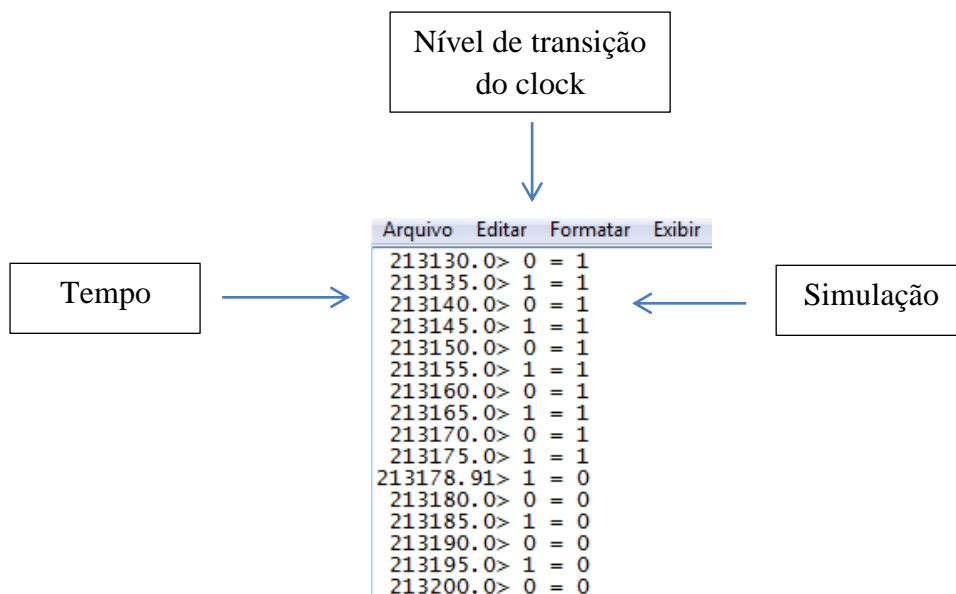 Nível de transição
do clock
Arquivo Editar Formatar Exibir
Tempo
Simulação
213130.0> 0 = 1
213135.0> 1 = 1
213140.0> 0 = 1
213145.0> 1 = 1
213150.0> 0 = 1
213155.0> 1 = 1
213160.0> 0 = 1
213165.0> 1 = 1
213170.0> 0 = 1
213175.0> 1 = 1
213178.91> 1 = 0
213180.0> 0 = 0
213185.0> 1 = 0
213190.0> 0 = 0
213195.0> 1 = 0
213200.0> 0 = 0